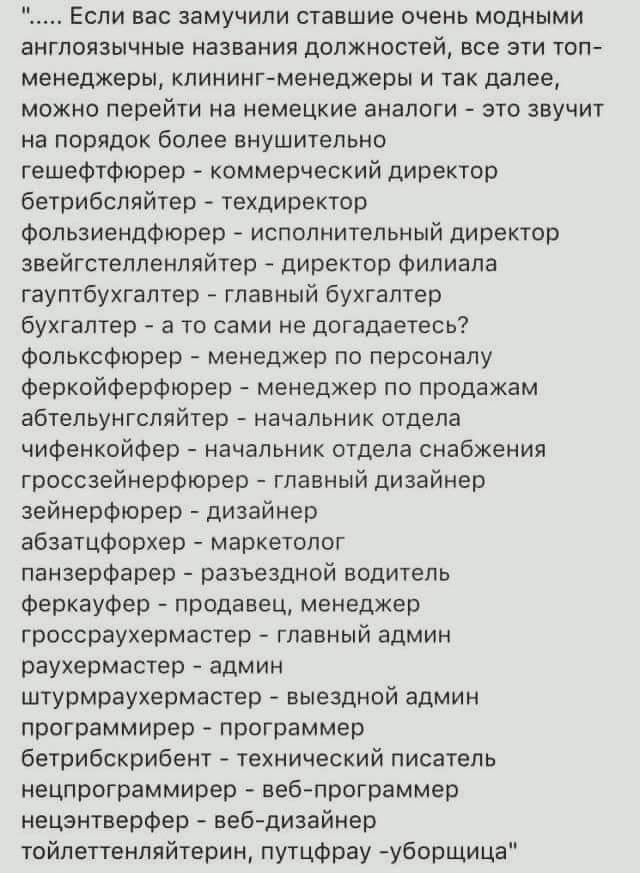 "..... Если вас замучили ставшие очень модными
англоязычные названия должностей, все эти топ-
менеджеры, клининг-менеджеры и так далее,
можно перейти на немецкие аналоги - это звучит
на порядок более внушительно
гешефтфюрер - коммерческий директор
бетрибсляйтер - техдиректор
фользиендфюрер - исполнительный директор
звейгстелленляйтер - директор филиала
гауптбухгалтер - главный бухгалтер
бухгалтер - а то сами не догадаетесь?
фольксфюрер - менеджер по персоналу
феркойферфюрер - менеджер по продажам
абтельунгсляйтер - начальник отдела
чифенкойфер - начальник отдела снабжения
гроссзейнерфюрер - главный дизайнер
зейнерфюрер - дизайнер
абзатцфорхер - маркетолог
панзерфарер - разъездной водитель
феркауфер - продавец, менеджер
гроссраухермастер - главный админ
раухермастер - админ
штурмраухермастер - выездной админ
программирер - программер
бетрибскрибент - технический писатель
нецпрограммирер - веб-программер
нецэнтверфер - веб-дизайнер
тойлеттенляйтерин, путцфрау -уборщица"